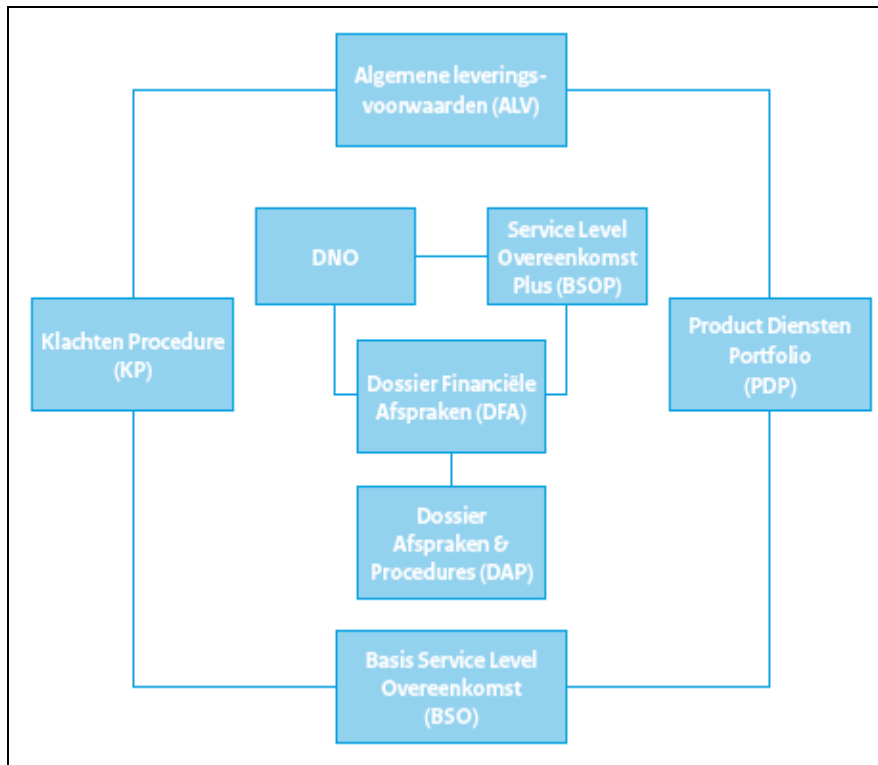 Algemene leverings-
voorwaarden (ALV)
DNO
Service Level
Overeenkomst
Plus (BSOP)
Klachten Procedure
(KP)
Product Diensten
Portfolio
(PDP)
Dossier Financiële
Afspraken (DFA)
Dossier
Afspraken &
Procedures (DAP)
Basis Service Level
Overeenkomst
(BSO)